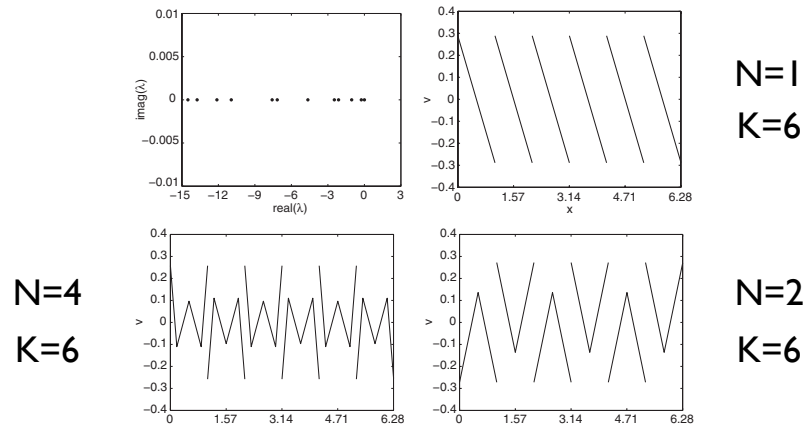 0.01
0.005
0
-0.005
-0.01
imag(λ)
-15 -12 -9 -6 -3 0 3
real(λ)
0.4
0.3
0.2
0.1
0
-0.1
-0.2
-0.3
-0.4
v
0 1.57 3.14 4.71 6.28
x
N=1
K=6
N=4
K=6
0.4
0.3
0.2
0.1
0
-0.1
-0.2
-0.3
-0.4
v
0 1.57 3.14 4.71 6.28
0.4
0.3
0.2
0.1
0
-0.1
-0.2
-0.3
-0.4
v
0 1.57 3.14 4.71 6.28
N=2
K=6